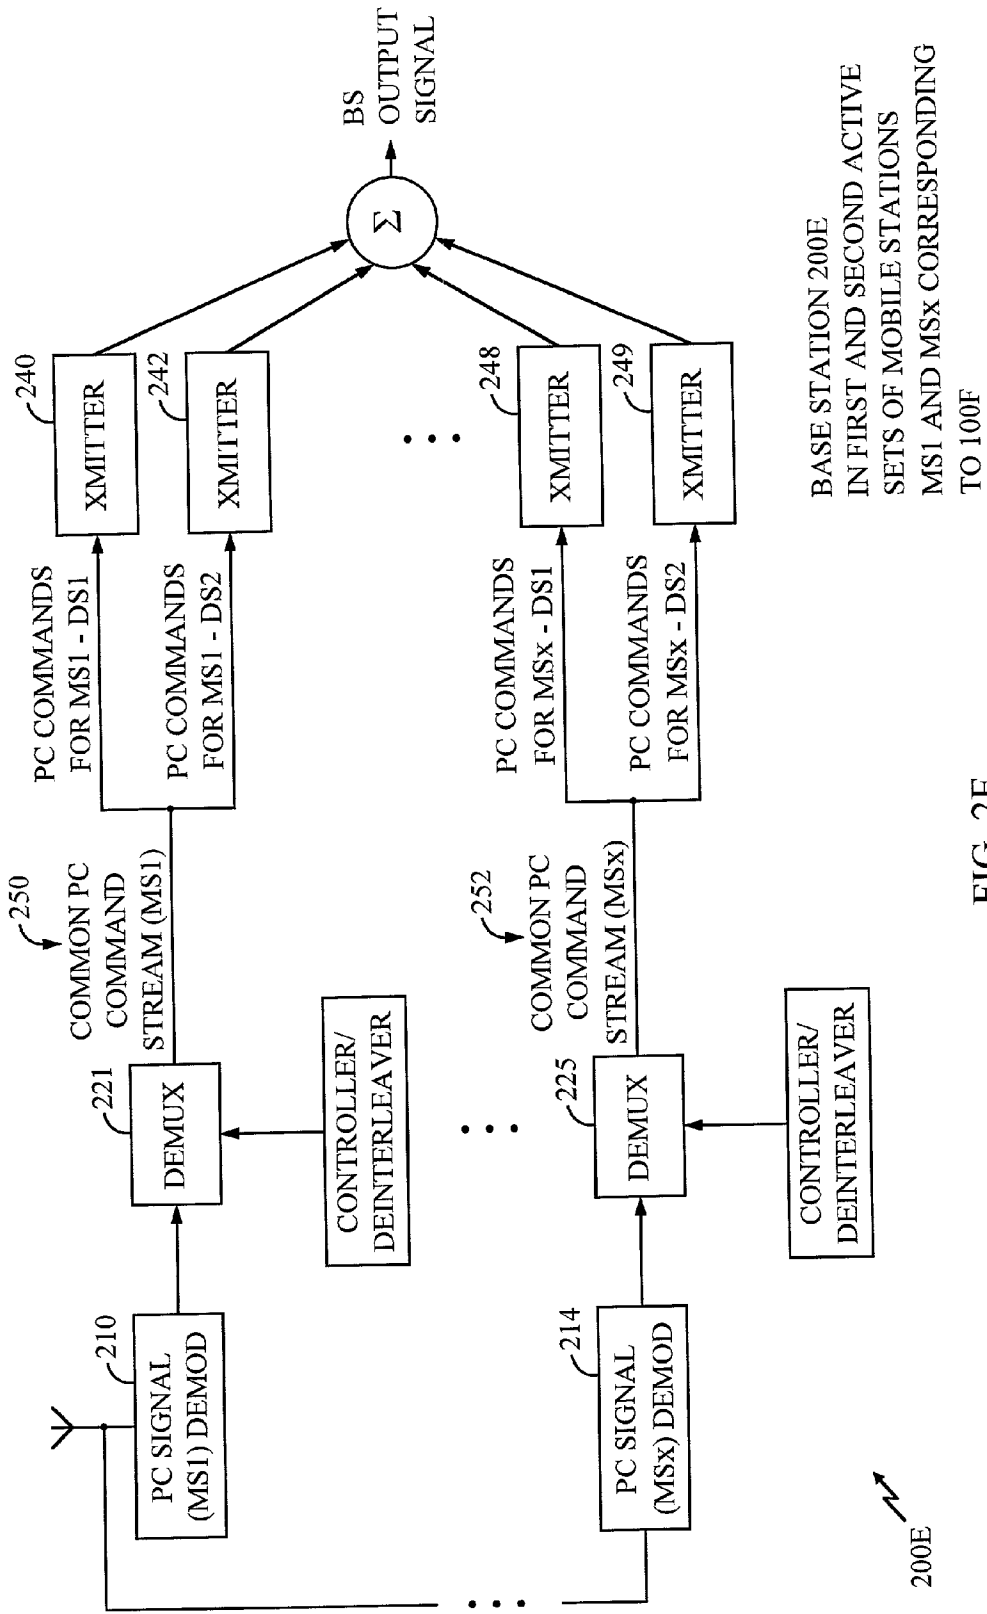 210
PC SIGNAL
(MS1) DEMOD
221
DEMUX
CONTROLLER/
DEINTERLEAVER
250
COMMON PC
COMMAND
STREAM (MS1)
PC COMMANDS
FOR MS1 - DS1
PC COMMANDS
FOR MS1 - DS2
240
XMITTER
242
XMITTER
Σ
BS
OUTPUT
SIGNAL
214
PC SIGNAL
(MSx) DEMOD
225
DEMUX
CONTROLLER/
DEINTERLEAVER
252
COMMON PC
COMMAND
STREAM (MSx)
PC COMMANDS
FOR MSx - DS1
PC COMMANDS
FOR MSx - DS2
248
XMITTER
249
XMITTER
200E
BASE STATION 200E
IN FIRST AND SECOND ACTIVE
SETS OF MOBILE STATIONS
MS1 AND MSx CORRESPONDING
TO 100F
FIG.